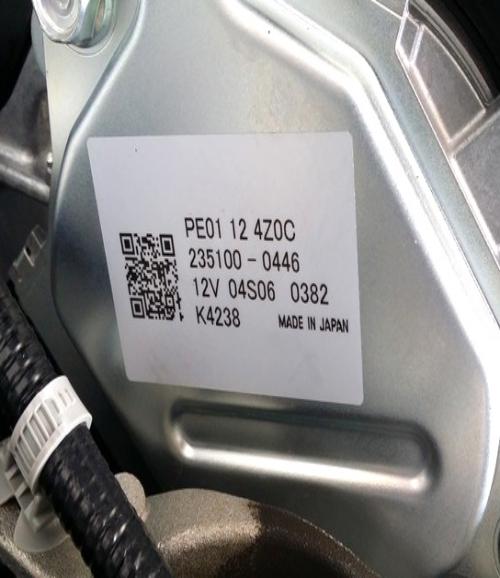 PE01 12 4Z0C
235100-0446
12V 04S06 0382
K4238 MADE IN JAPAN